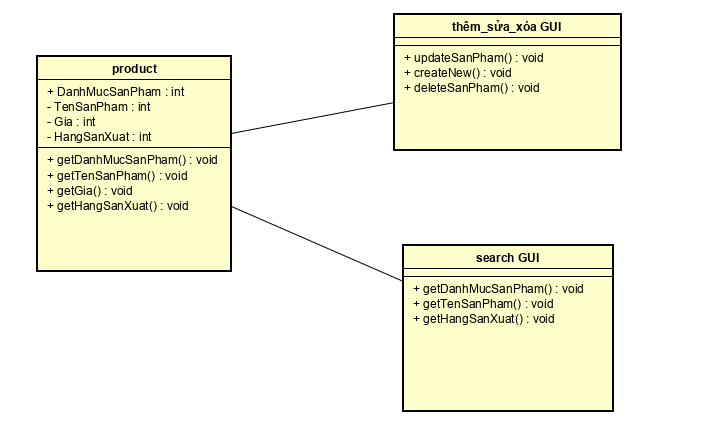 product
+ DanhMucSanPham : int
- TenSanPham : int
- Gia : int
- HangSanXuat : int
+ getDanhMucSanPham() : void
+ getTenSanPham() : void
+ getGia() : void
+ getHangSanXuat() : void
thêm_sửa_xóa GUI
+ updateSanPham() : void
+ createNew() : void
+ deleteSanPham() : void
search GUI
+ getDanhMucSanPham() : void
+ getTenSanPham() : void
+ getHangSanXuat() : void